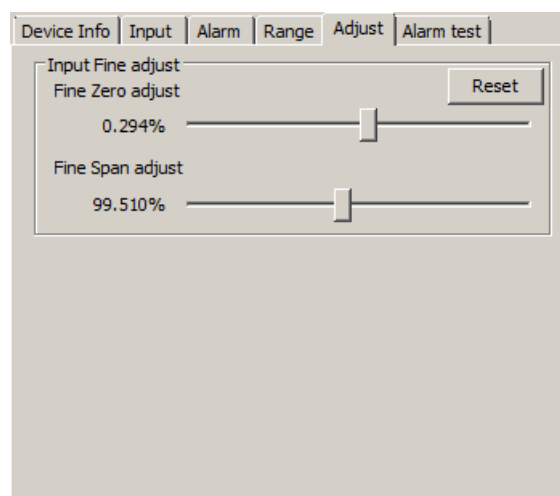 Device Info Input Alarm Range Adjust Alarm test
Input Fine adjust
Fine Zero adjust
Reset
0.294%
Fine Span adjust
99.510%